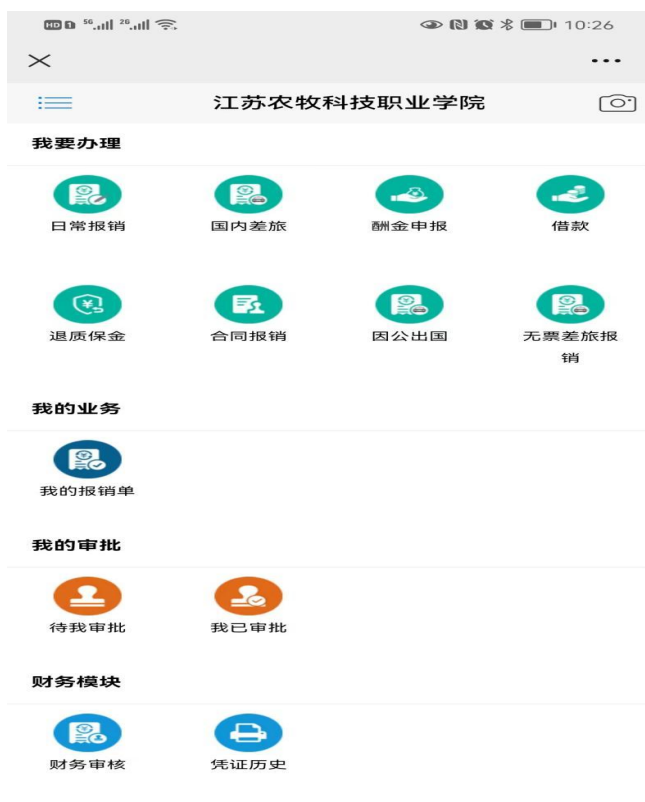 HD 1 5G 2G 10:26
江苏农牧科技职业学院
我要办理
日常报销 国内差旅 酬金申报 借款
退质保金 合同报销 因公出国 无票差旅报
销
我的业务
我的报销单
我的审批
待我审批 我已审批
财务模块
财务审核 凭证历史